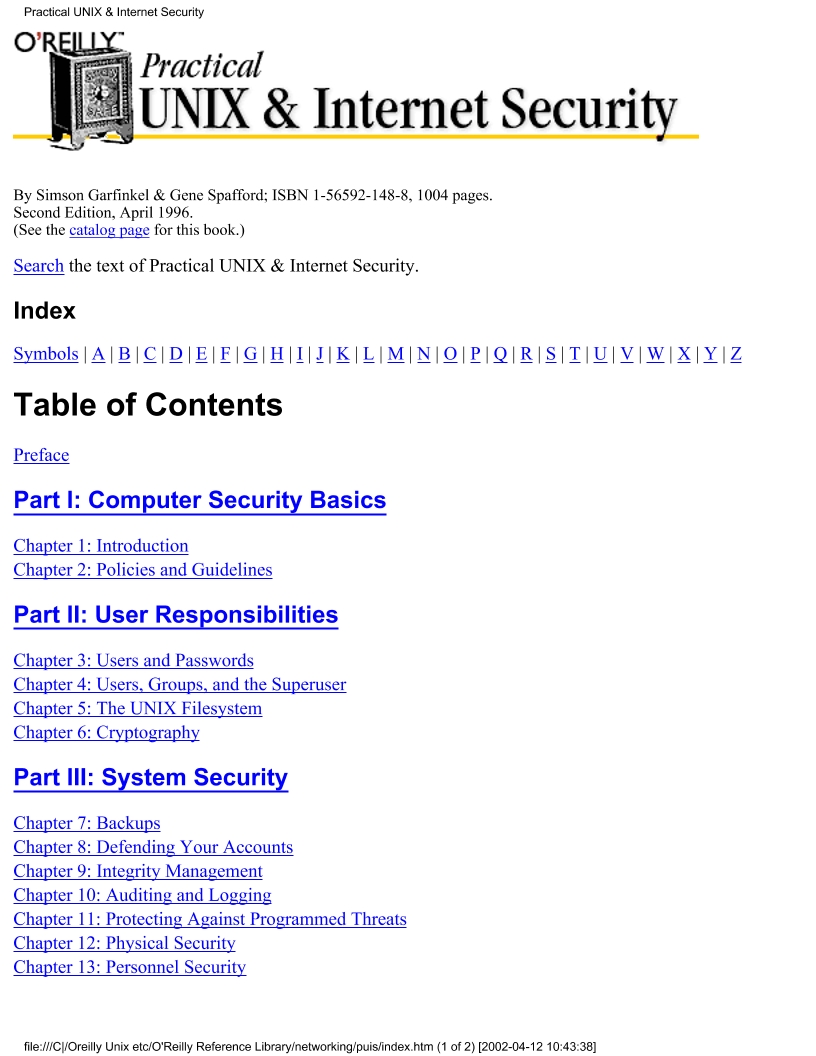 Practical UNIX & Internet Security
O'REILLY™
SAFE
Practical
UNIX & Internet Security
By Simson Garfinkel & Gene Spafford; ISBN 1-56592-148-8, 1004 pages.
Second Edition, April 1996.
(See the catalog page for this book.)
Search the text of Practical UNIX & Internet Security.
Index
Symbols | A | B | C | D | E | F | G | H | I | J | K | L | M | N | O | P | Q | R | S | T | U | V | W | X | Y | Z
Table of Contents
Preface
Part I: Computer Security Basics
Chapter 1: Introduction
Chapter 2: Policies and Guidelines
Part II: User Responsibilities
Chapter 3: Users and Passwords
Chapter 4: Users, Groups, and the Superuser
Chapter 5: The UNIX Filesystem
Chapter 6: Cryptography
Part III: System Security
Chapter 7: Backups
Chapter 8: Defending Your Accounts
Chapter 9: Integrity Management
Chapter 10: Auditing and Logging
Chapter 11: Protecting Against Programmed Threats
Chapter 12: Physical Security
Chapter 13: Personnel Security
file:///C|/Oreilly Unix etc/O'Reilly Reference Library/networking/puis/index.htm (1 of 2) [2002-04-12 10:43:38]